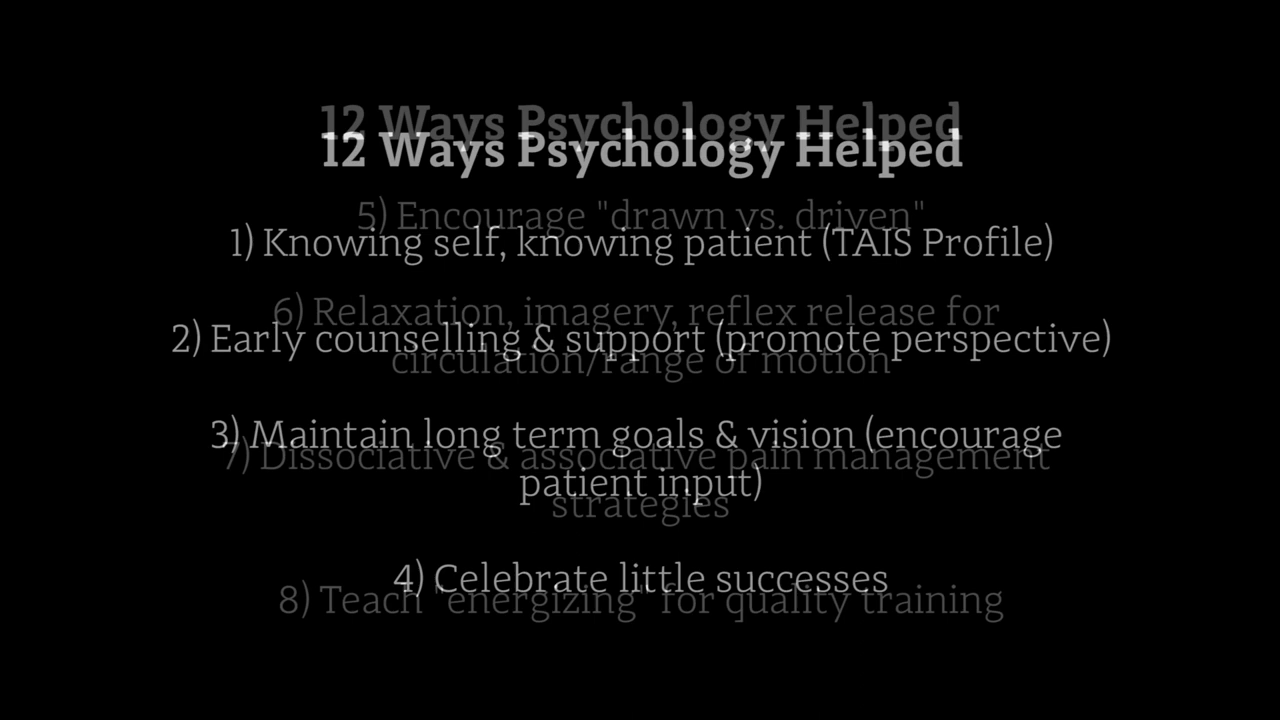 12 Ways Psychology Helped
12 Ways Psychology Helped
5) Encourage "drawn vs. driven"
1) Knowing self, knowing patient (TAIS Profile)
6) Relaxation, imagery, reflex release for
2) Early counselling & support (promote perspective)
circulation/range of motion
3) Maintain long term goals & vision (encourage
7) Dissociative & associative pain management
patient input)
strategies
4) Celebrate little successes
8) Teach "energizing" for quality training